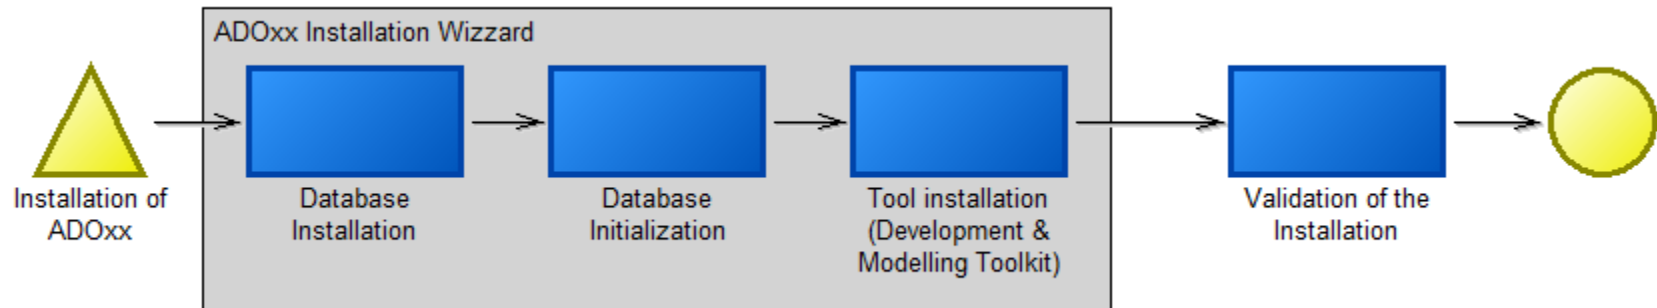 ADOxx Installation Wizzard
Installation of
ADOxx
Database
Installation
Database
Initialization
Tool installation
(Development &
Modelling Toolkit)
Validation of the
Installation